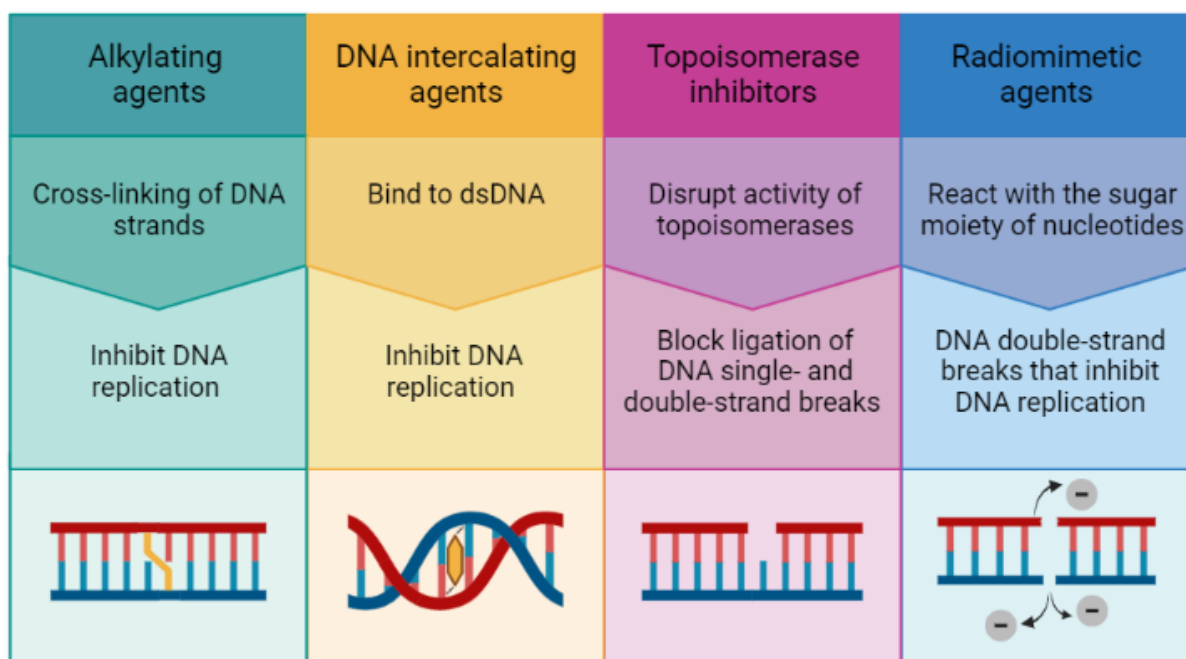 Alkylating
agents
DNA intercalating
agents
Topoisomerase
inhibitors
Radiomimetic
agents
Cross-linking of DNA
strands
Bind to dsDNA
Disrupt activity of
topoisomerases
React with the sugar
moiety of nucleotides
Inhibit DNA
replication
Inhibit DNA
replication
Block ligation of
DNA single- and
double-strand breaks
DNA double-strand
breaks that inhibit
DNA replication
−
−
−